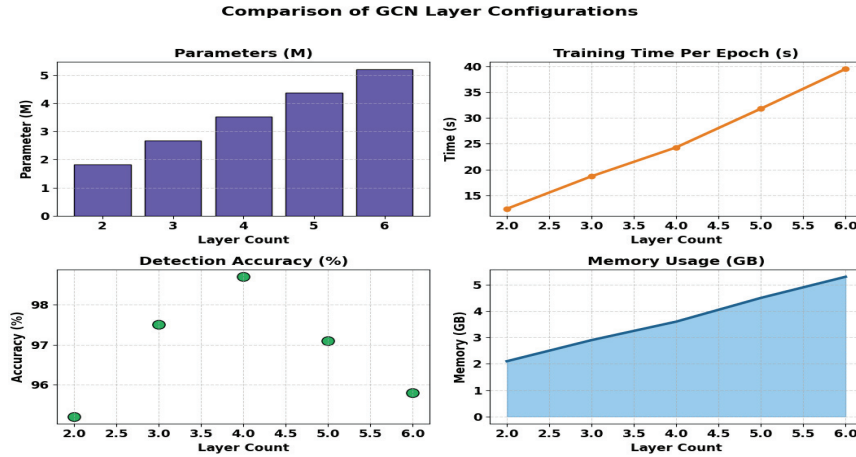 Comparison of GCN Layer Configurations
Parameters (M)
Parameter (M)
5
4
3
2
1
0
2 3 4 5 6
Layer Count
Training Time Per Epoch (s)
Time (s)
40
35
30
25
20
15
2.0 2.5 3.0 3.5 4.0 4.5 5.0 5.5 6.0
Layer Count
Detection Accuracy (%)
Accuracy (%)
98
97
96
2.0 2.5 3.0 3.5 4.0 4.5 5.0 5.5 6.0
Layer Count
Memory Usage (GB)
Memory (GB)
5
4
3
2
1
0
2.0 2.5 3.0 3.5 4.0 4.5 5.0 5.5 6.0
Layer Count